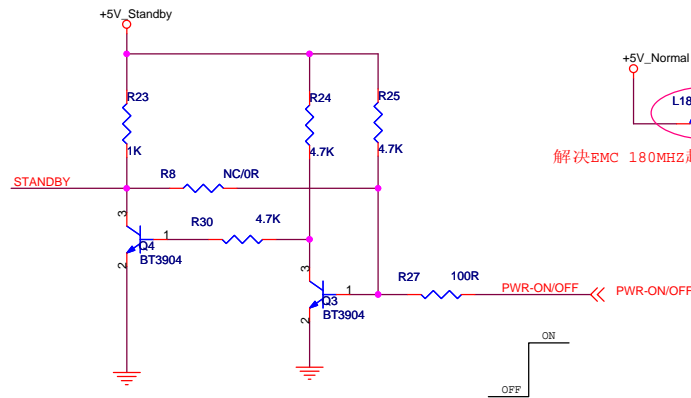 +5V_Standby
+5V_Normal
R23
R24
R25
L18
1K
4.7K
4.7K
解决EMC 180MHZ
R8
NC/0R
STANDBY
3
R30
4.7K
1
Q4
BT3904
2
3
R27
100R
1
PWR-ON/OFF
PWR-ON/OFF
Q3
BT3904
2
ON
OFF